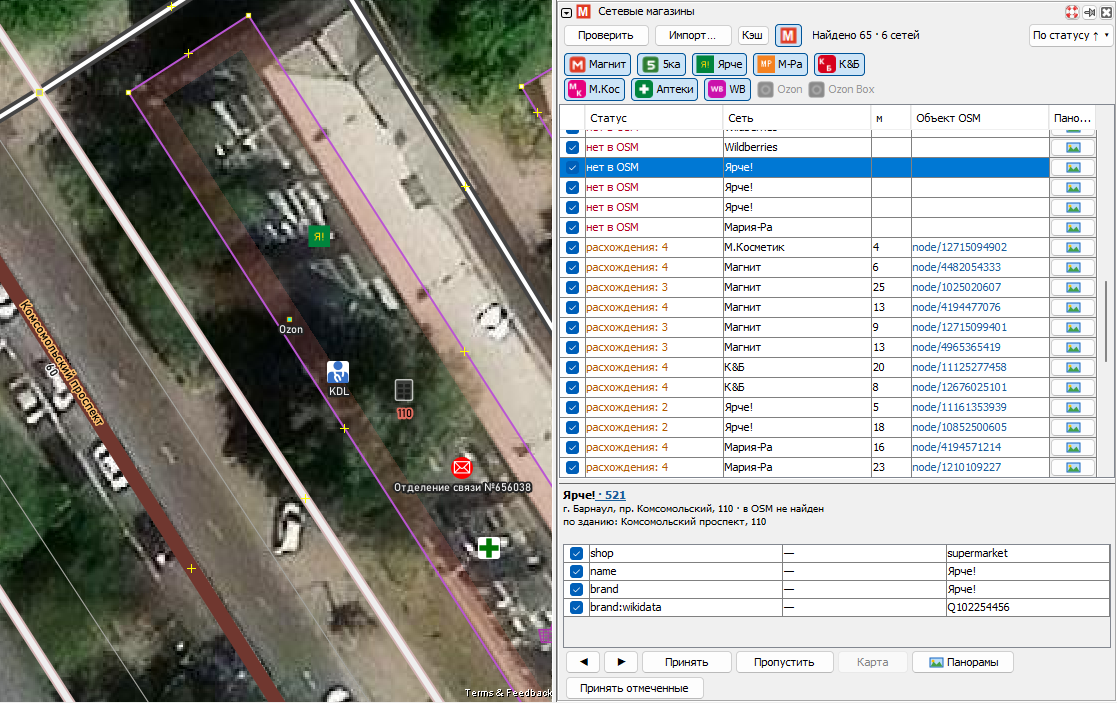 Сетевые магазины
Проверить Импорт... Кэш M Найдено 65 · 6 сетей По статусу ↑
M Магнит S 5ка Я! Ярче MP М-Ра К Б К&Б
М К М.Кос Аптеки WB WB Ozon Ozon Box
Статус Сеть м Объект OSM Пано...
нет в OSM Wildberries
нет в OSM Wildberries
нет в OSM Ярче!
нет в OSM Ярче!
нет в OSM Ярче!
нет в OSM Мария-Ра
расхождения: 4 М.Косметик 4 node/12715094902
расхождения: 4 Магнит 6 node/4482054333
расхождения: 3 Магнит 25 node/1025020607
расхождения: 4 Магнит 13 node/4194477076
расхождения: 3 Магнит 9 node/12715099401
расхождения: 3 Магнит 13 node/4965365419
расхождения: 4 К&Б 20 node/11125277458
расхождения: 4 К&Б 8 node/12676025101
расхождения: 2 Ярче! 5 node/11161353939
расхождения: 2 Ярче! 18 node/10852500605
расхождения: 4 Мария-Ра 16 node/4194571214
расхождения: 4 Мария-Ра 23 node/1210109227
Ярче! · 521
г. Барнаул, пр. Комсомольский, 110 · в OSM не найден
по зданию: Комсомольский проспект, 110
shop — supermarket
name — Ярче!
brand — Ярче!
brand:wikidata — Q102254456
◄ ► Принять Пропустить Карта Панорамы
Принять отмеченные
Я!
Ozon
KDL
110
Отделение связи №656038
Комсомольский проспект
60
Terms & Feedback